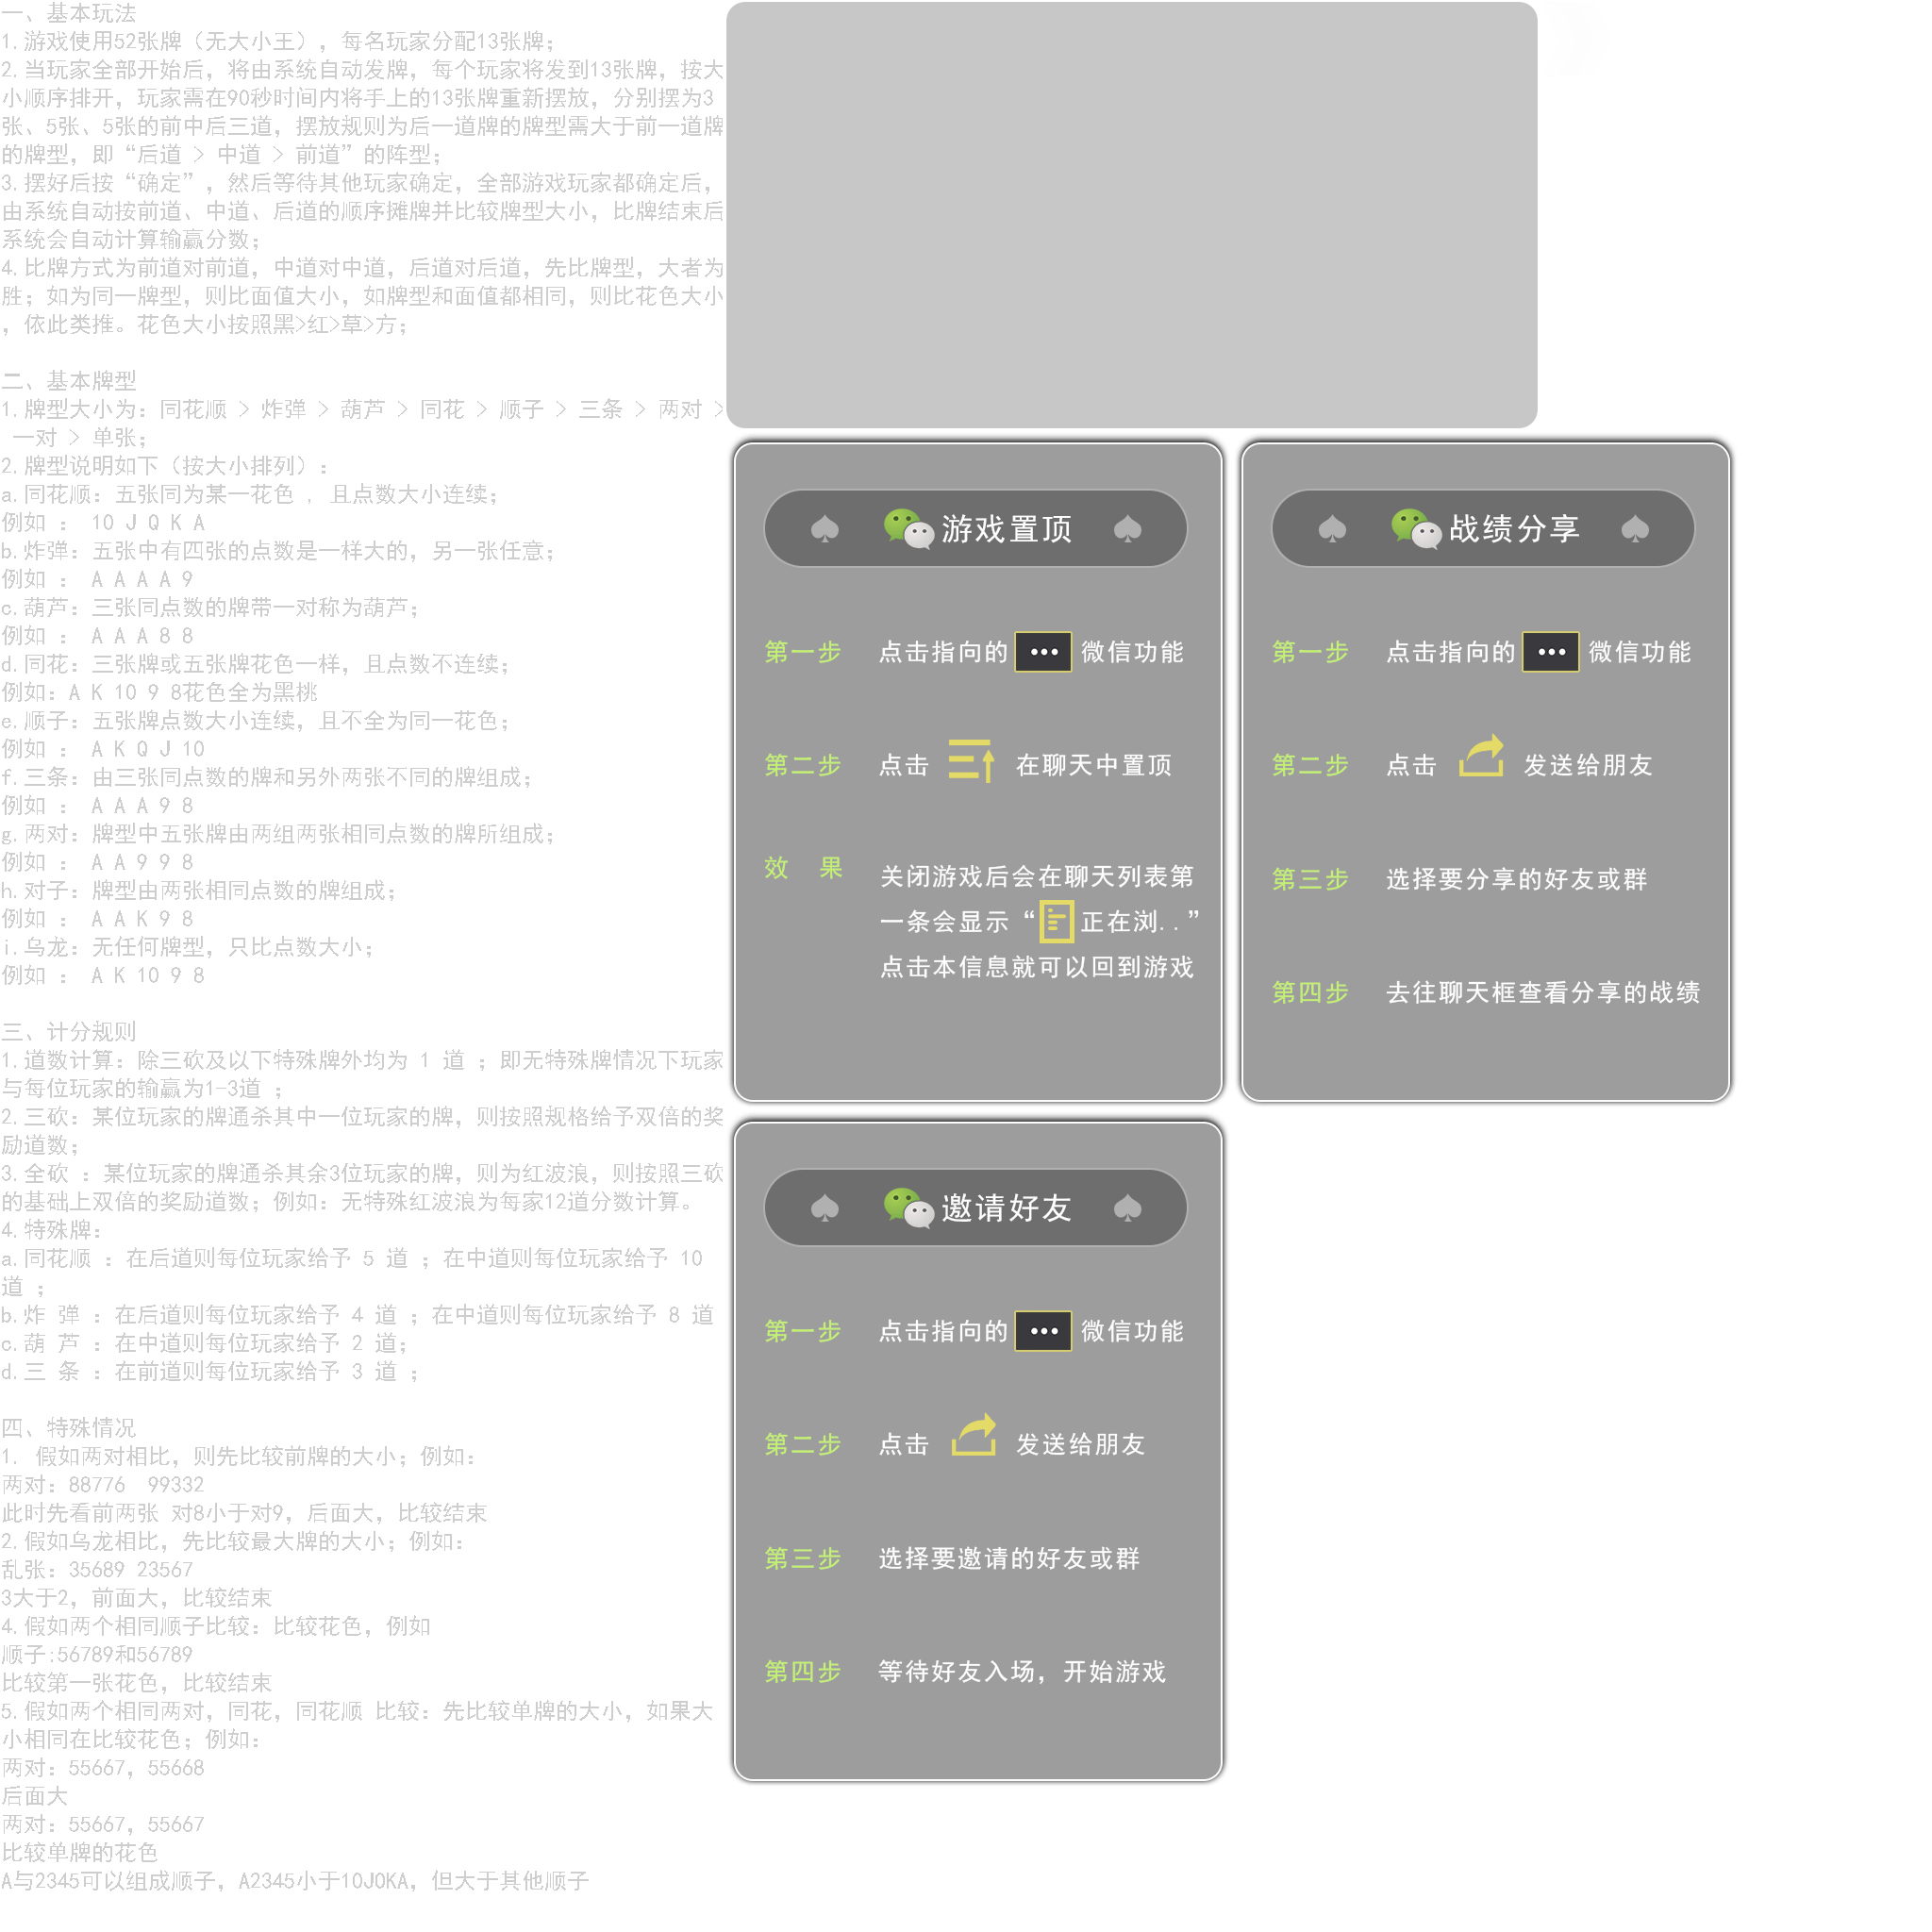 一、基本玩法
1.游戏使用52张牌（无大小王），每名玩家分配13张牌；
2.当玩家全部开始后，将由系统自动发牌，每个玩家将发到13张牌，按大
小顺序排开，玩家需在90秒时间内将手上的13张牌重新摆放，分别摆为3
张、5张、5张的前中后三道，摆放规则为后一道牌的牌型需大于前一道牌
的牌型，即“后道 > 中道 > 前道”的阵型；
3.摆好后按“确定”，然后等待其他玩家确定，全部游戏玩家都确定后，
由系统自动按前道、中道、后道的顺序摊牌并比较牌型大小，比牌结束后
系统会自动计算输赢分数；
4.比牌方式为前道对前道，中道对中道，后道对后道，先比牌型，大者为
胜；如为同一牌型，则比面值大小，如牌型和面值都相同，则比花色大小
，依此类推。花色大小按照黑>红>草>方；
二、基本牌型
1.牌型大小为：同花顺 > 炸弹 > 葫芦 > 同花 > 顺子 > 三条 > 两对 >
一对 > 单张；
2.牌型说明如下（按大小排列）：
a.同花顺：五张同为某一花色 , 且点数大小连续；
例如 ： 10 J Q K A
b.炸弹：五张中有四张的点数是一样大的，另一张任意；
例如 ： A A A A 9
c.葫芦：三张同点数的牌带一对称为葫芦；
例如 ： A A A 8 8
d.同花：三张牌或五张牌花色一样，且点数不连续；
例如：A K 10 9 8花色全为黑桃
e.顺子：五张牌点数大小连续，且不全为同一花色；
例如 ： A K Q J 10
f.三条：由三张同点数的牌和另外两张不同的牌组成；
例如 ： A A A 9 8
g.两对：牌型中五张牌由两组两张相同点数的牌所组成；
例如 ： A A 9 9 8
h.对子：牌型由两张相同点数的牌组成；
例如 ： A A K 9 8
i.乌龙：无任何牌型，只比点数大小；
例如 ： A K 10 9 8
三、计分规则
1.道数计算：除三砍及以下特殊牌外均为 1 道 ；即无特殊牌情况下玩家
与每位玩家的输赢为1-3道 ；
2.三砍：某位玩家的牌通杀其中一位玩家的牌，则按照规格给予双倍的奖
励道数；
3.全砍 ：某位玩家的牌通杀其余3位玩家的牌，则为红波浪，则按照三砍
的基础上双倍的奖励道数；例如：无特殊红波浪为每家12道分数计算。
4.特殊牌：
a.同花顺 ：在后道则每位玩家给予 5 道 ；在中道则每位玩家给予 10
道 ；
b.炸 弹 ：在后道则每位玩家给予 4 道 ；在中道则每位玩家给予 8 道
c.葫 芦 ：在中道则每位玩家给予 2 道；
d.三 条 ：在前道则每位玩家给予 3 道 ；
四、特殊情况
1. 假如两对相比，则先比较前牌的大小；例如：
两对：88776  99332
此时先看前两张 对8小于对9，后面大，比较结束
2.假如乌龙相比，先比较最大牌的大小；例如：
乱张：35689 23567
3大于2，前面大，比较结束
4.假如两个相同顺子比较：比较花色，例如
顺子:56789和56789
比较第一张花色，比较结束
5.假如两个相同两对，同花，同花顺 比较：先比较单牌的大小，如果大
小相同在比较花色；例如：
两对：55667，55668
后面大
两对：55667，55667
比较单牌的花色
A与2345可以组成顺子，A2345小于10JQKA，但大于其他顺子
游戏置顶
第一步 点击指向的 微信功能
第二步 点击 在聊天中置顶
效 果 关闭游戏后会在聊天列表第
一条会显示“ 正在浏..”
点击本信息就可以回到游戏
战绩分享
第一步 点击指向的 微信功能
第二步 点击 发送给朋友
第三步 选择要分享的好友或群
第四步 去往聊天框查看分享的战绩
邀请好友
第一步 点击指向的 微信功能
第二步 点击 发送给朋友
第三步 选择要邀请的好友或群
第四步 等待好友入场，开始游戏